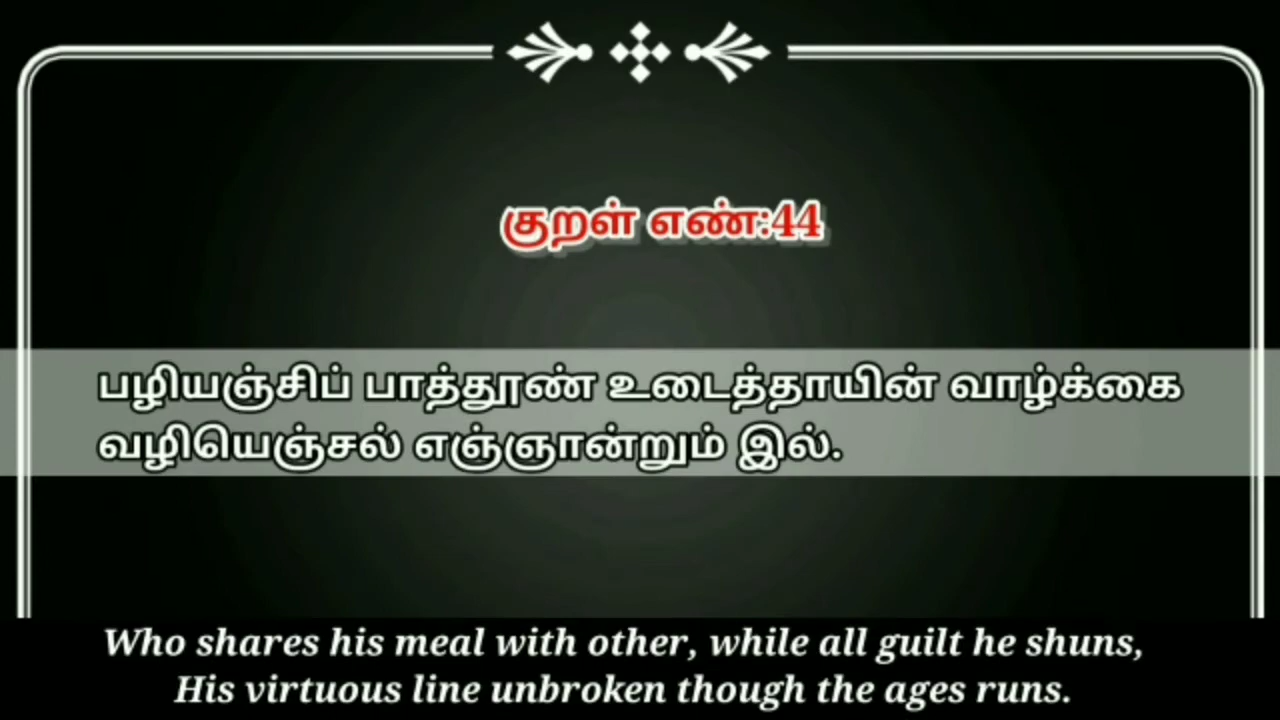 குறள் எண்:44
பழியஞ்சிப் பாத்தூண் உடைத்தாயின் வாழ்க்கை
வழியெஞ்சல் எஞ்ஞான்றும் இல்.
Who shares his meal with other, while all guilt he shuns,
His virtuous line unbroken though the ages runs.